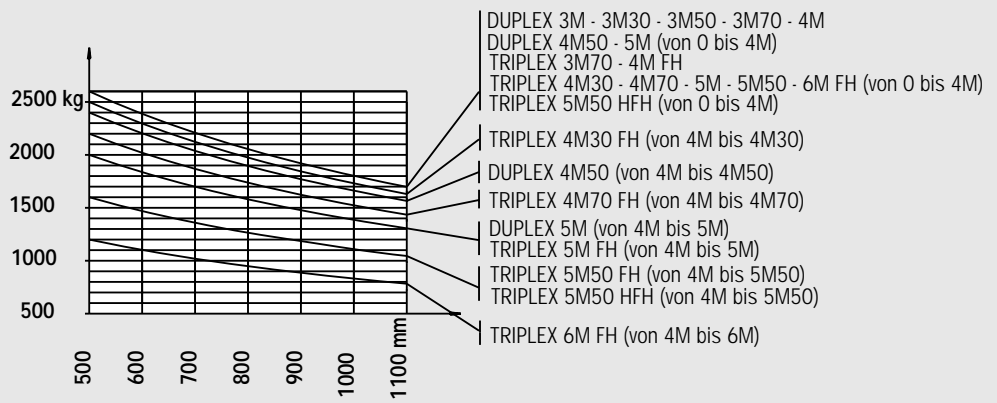 DUPLEX 3M - 3M30 - 3M50 - 3M70 - 4M
DUPLEX 4M50 - 5M (von 0 bis 4M)
TRIPLEX 3M70 - 4M FH
TRIPLEX 4M30 - 4M70 - 5M - 5M50 - 6M FH (von 0 bis 4M)
TRIPLEX 5M50 HFH (von 0 bis 4M)
TRIPLEX 4M30 FH (von 4M bis 4M30)
DUPLEX 4M50 (von 4M bis 4M50)
TRIPLEX 4M70 FH (von 4M bis 4M70)
DUPLEX 5M (von 4M bis 5M)
TRIPLEX 5M FH (von 4M bis 5M)
TRIPLEX 5M50 FH (von 4M bis 5M50)
TRIPLEX 5M50 HFH (von 4M bis 5M50)
TRIPLEX 6M FH (von 4M bis 6M)
2500 kg
2000
1500
1000
500
500
600
700
800
900
1000
1100 mm